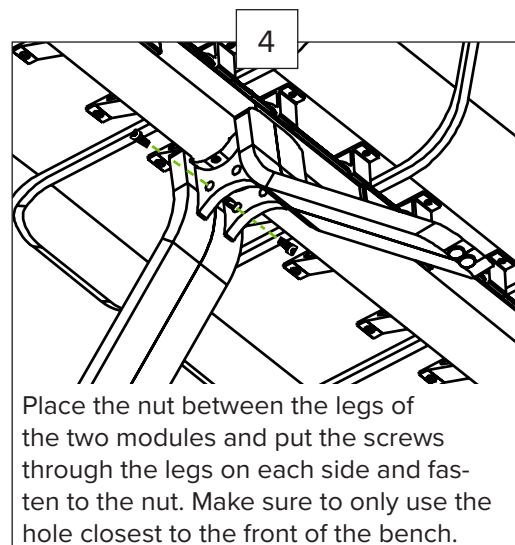 4
Place the nut between the legs of
the two modules and put the screws
through the legs on each side and fas-
ten to the nut. Make sure to only use the
hole closest to the front of the bench.